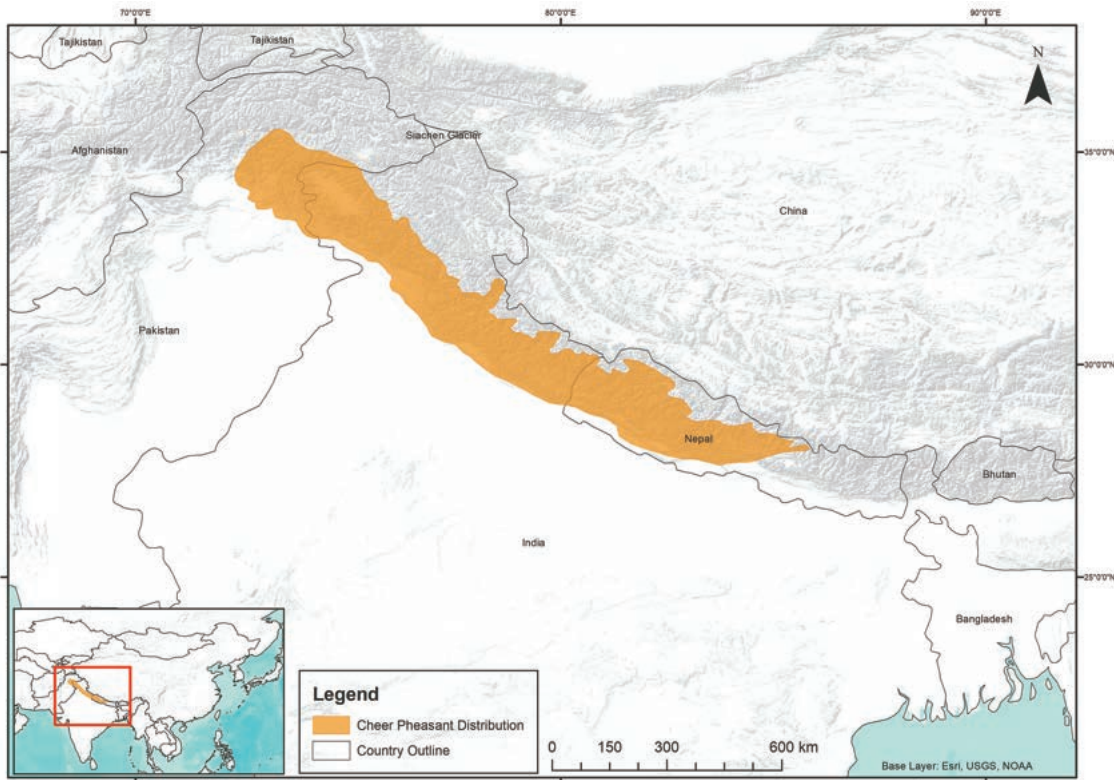 70°0'0"E
80°0'0"E
90°0'0"E
Tajikistan
Tajikistan
N
Siachen Glacier
Afghanistan
35°0'0"N
China
Pakistan
30°0'0"N
Nepal
Bhutan
India
25°0'0"N
Bangladesh
Legend
Cheer Pheasant Distribution
Country Outline
0 150 300 600 km
Base Layer: Esri, USGS, NOAA